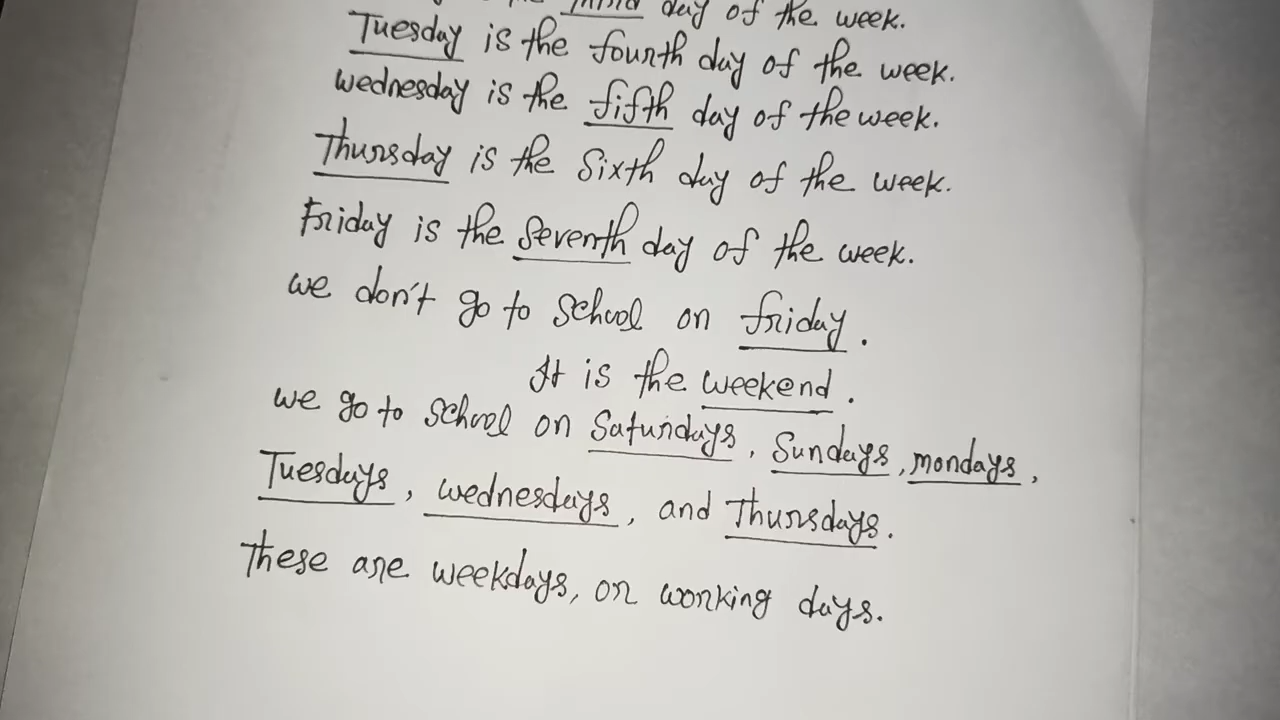 the third day of the week.
Tuesday is the fourth day of the week.
Wednesday is the fifth day of the week.
Thursday is the Sixth day of the week.
Friday is the Seventh day of the week.
we don't go to School on friday.
It is the weekend.
we go to School on Saturdays, Sundays, mondays,
Tuesdays, wednesdays, and Thursdays.
These are weekdays, or working days.